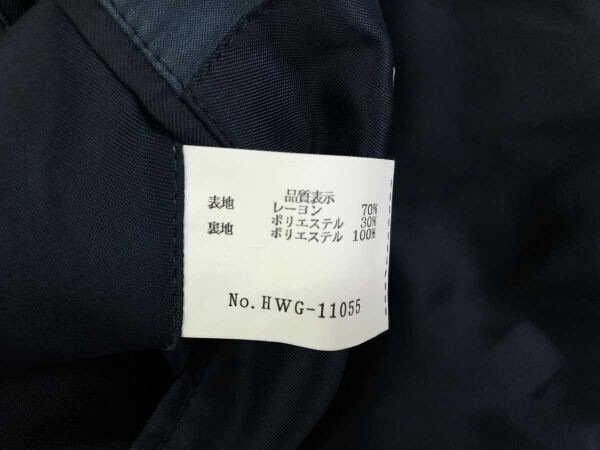 品質表示
表地 レーヨン 70%
ポリエステル 30%
裏地 ポリエステル 100%
No. HWG-11055